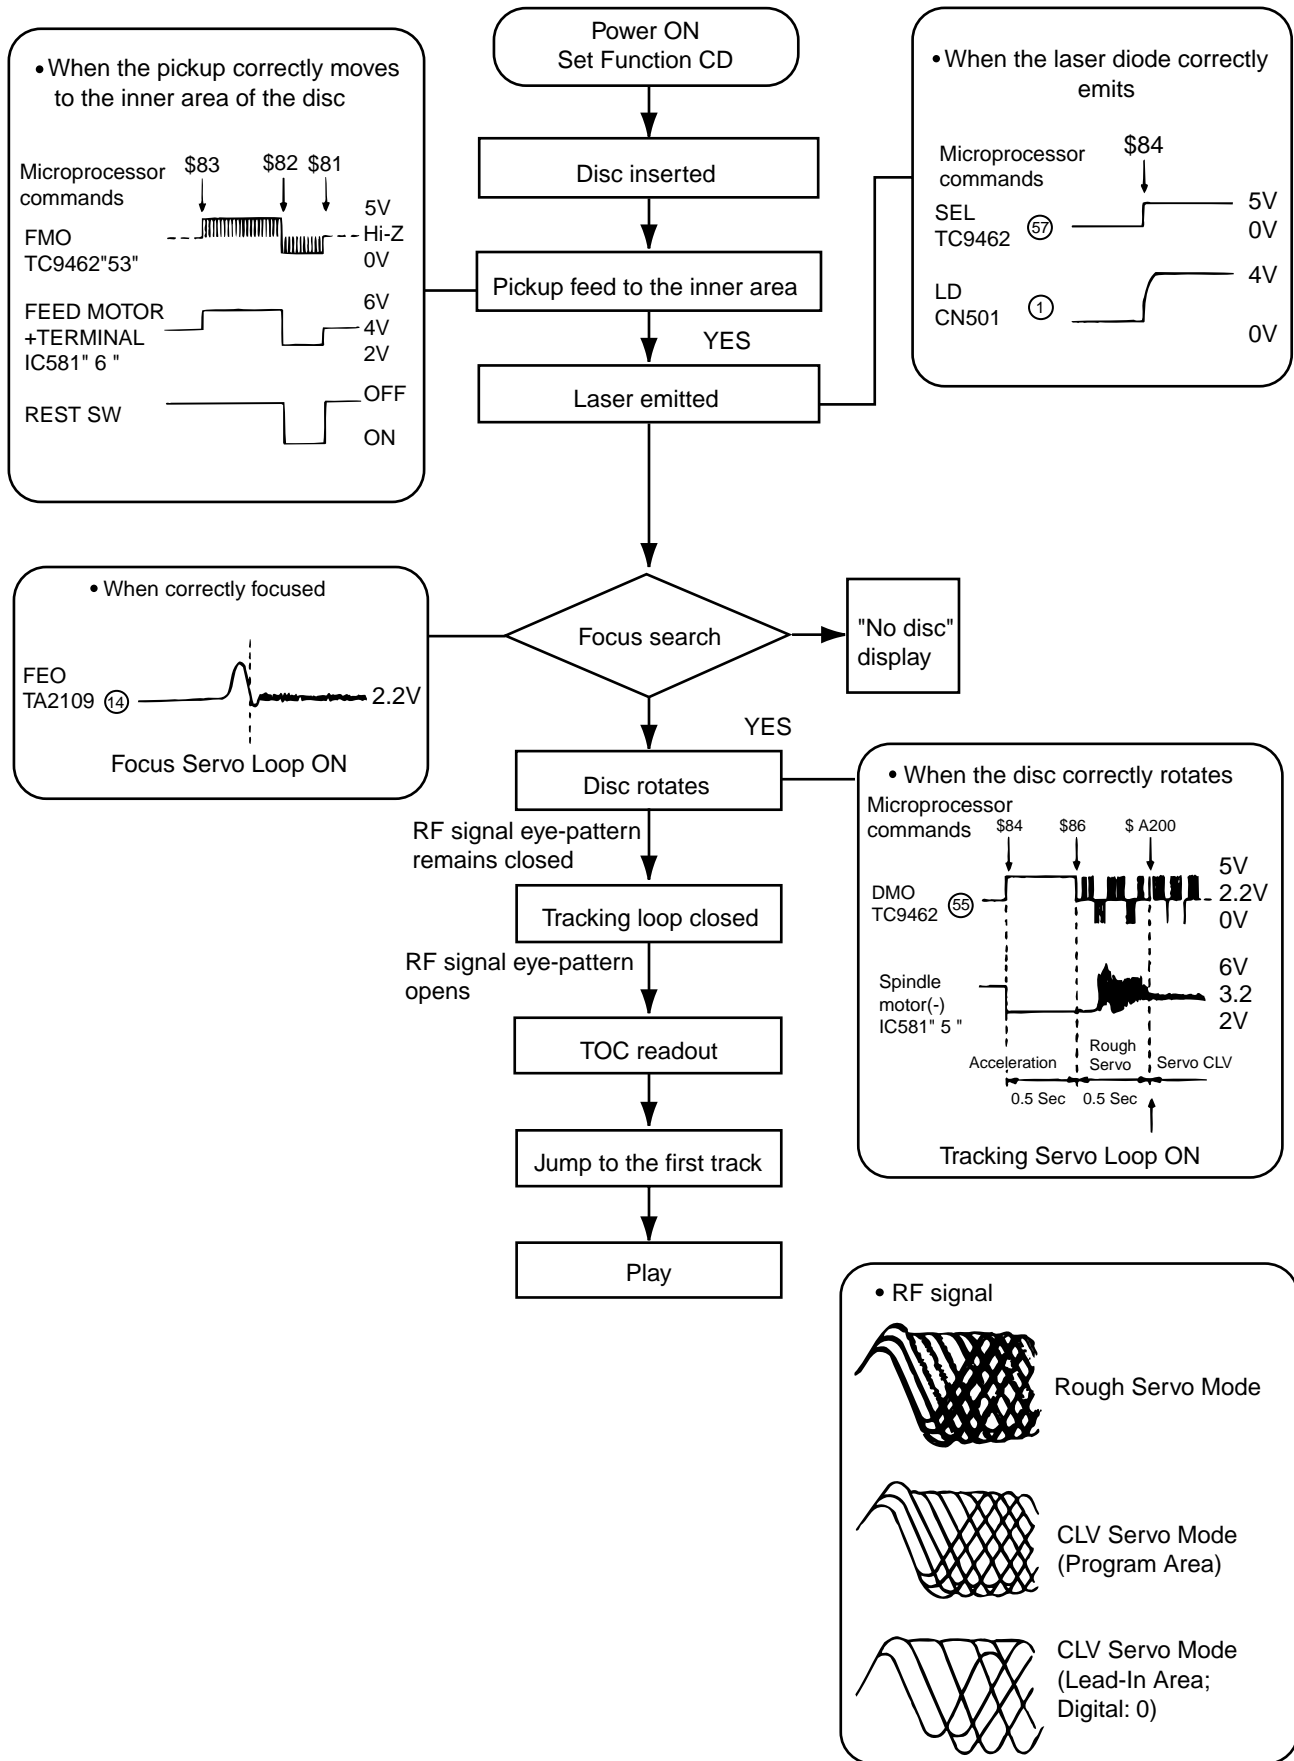 Power ON
Set Function CD
Disc inserted
Pickup feed to the inner area
YES
Laser emitted
• When the pickup correctly moves
to the inner area of the disc
Microprocessor
commands
$83 $82 $81
FMO
TC9462"53"
5V
Hi-Z
0V
FEED MOTOR
+TERMINAL
IC581" 6 "
6V
4V
2V
REST SW
OFF
ON
• When the laser diode correctly
emits
Microprocessor
commands
$84
SEL
TC9462 57
5V
0V
LD
CN501 1
4V
0V
Focus search
"No disc"
display
YES
• When correctly focused
FEO
TA2109 14
2.2V
Focus Servo Loop ON
Disc rotates
RF signal eye-pattern
remains closed
Tracking loop closed
RF signal eye-pattern
opens
TOC readout
Jump to the first track
Play
• When the disc correctly rotates
Microprocessor
commands
$84 $86 $ A200
DMO
TC9462 55
5V
2.2V
0V
Spindle
motor(-)
IC581" 5 "
6V
3.2
2V
Acceleration
Rough
Servo
Servo CLV
0.5 Sec 0.5 Sec
Tracking Servo Loop ON
• RF signal
Rough Servo Mode
CLV Servo Mode
(Program Area)
CLV Servo Mode
(Lead-In Area;
Digital: 0)